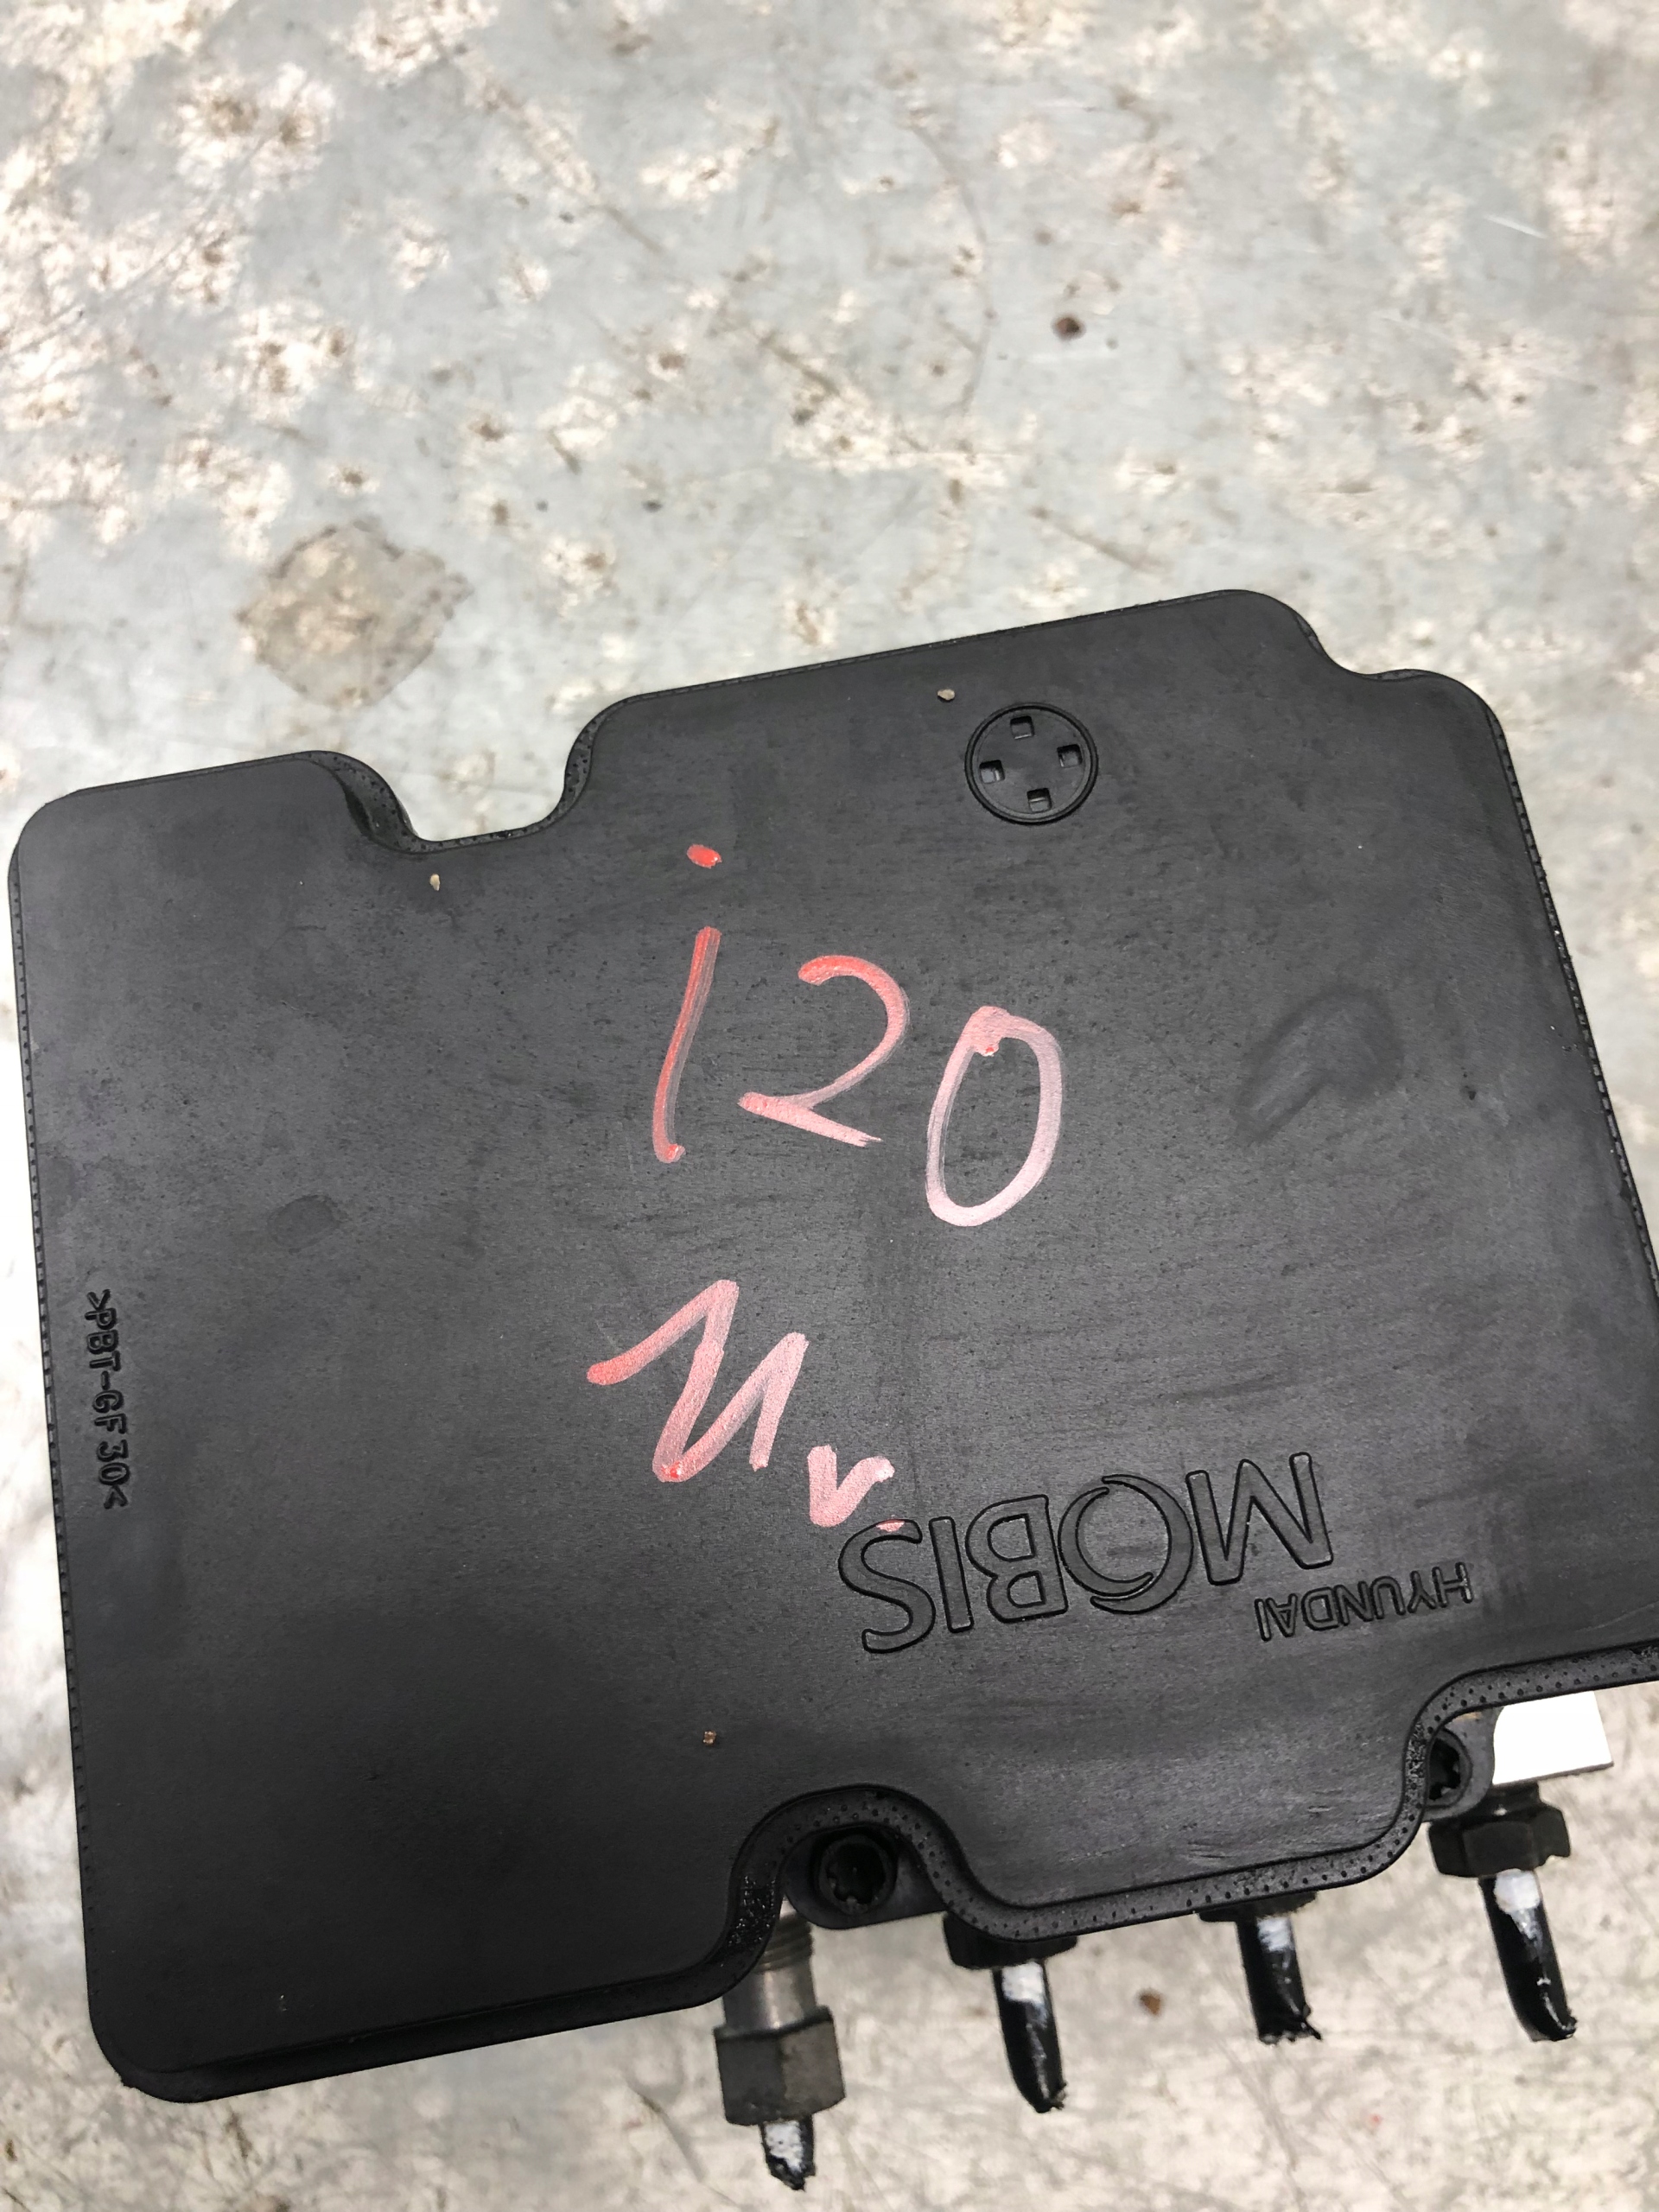 i20
>PBT-GF30<
HYUNDAI
MOBIS